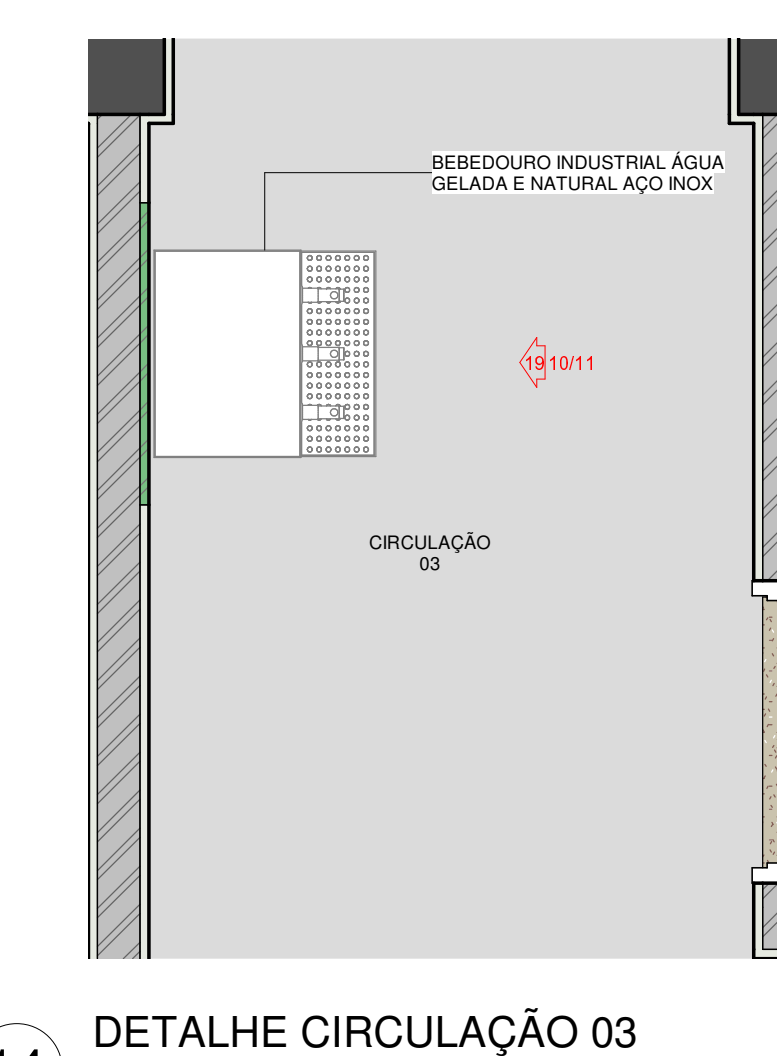 BEBEDOURO INDUSTRIAL ÁGUA
GELADA E NATURAL AÇO INOX
19 10/11
CIRCULAÇÃO
03
DETALHE CIRCULAÇÃO 03